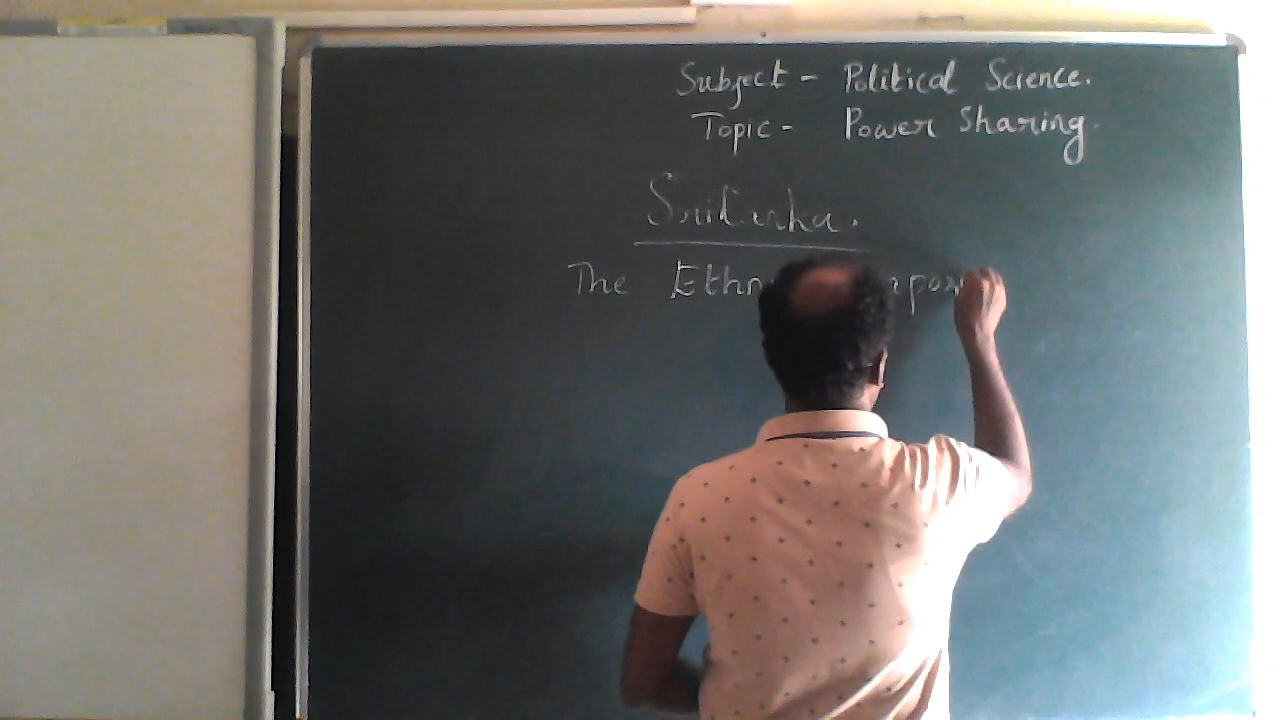 Subject - Political Science.
Topic - Power Sharing.
SriLanka.
The